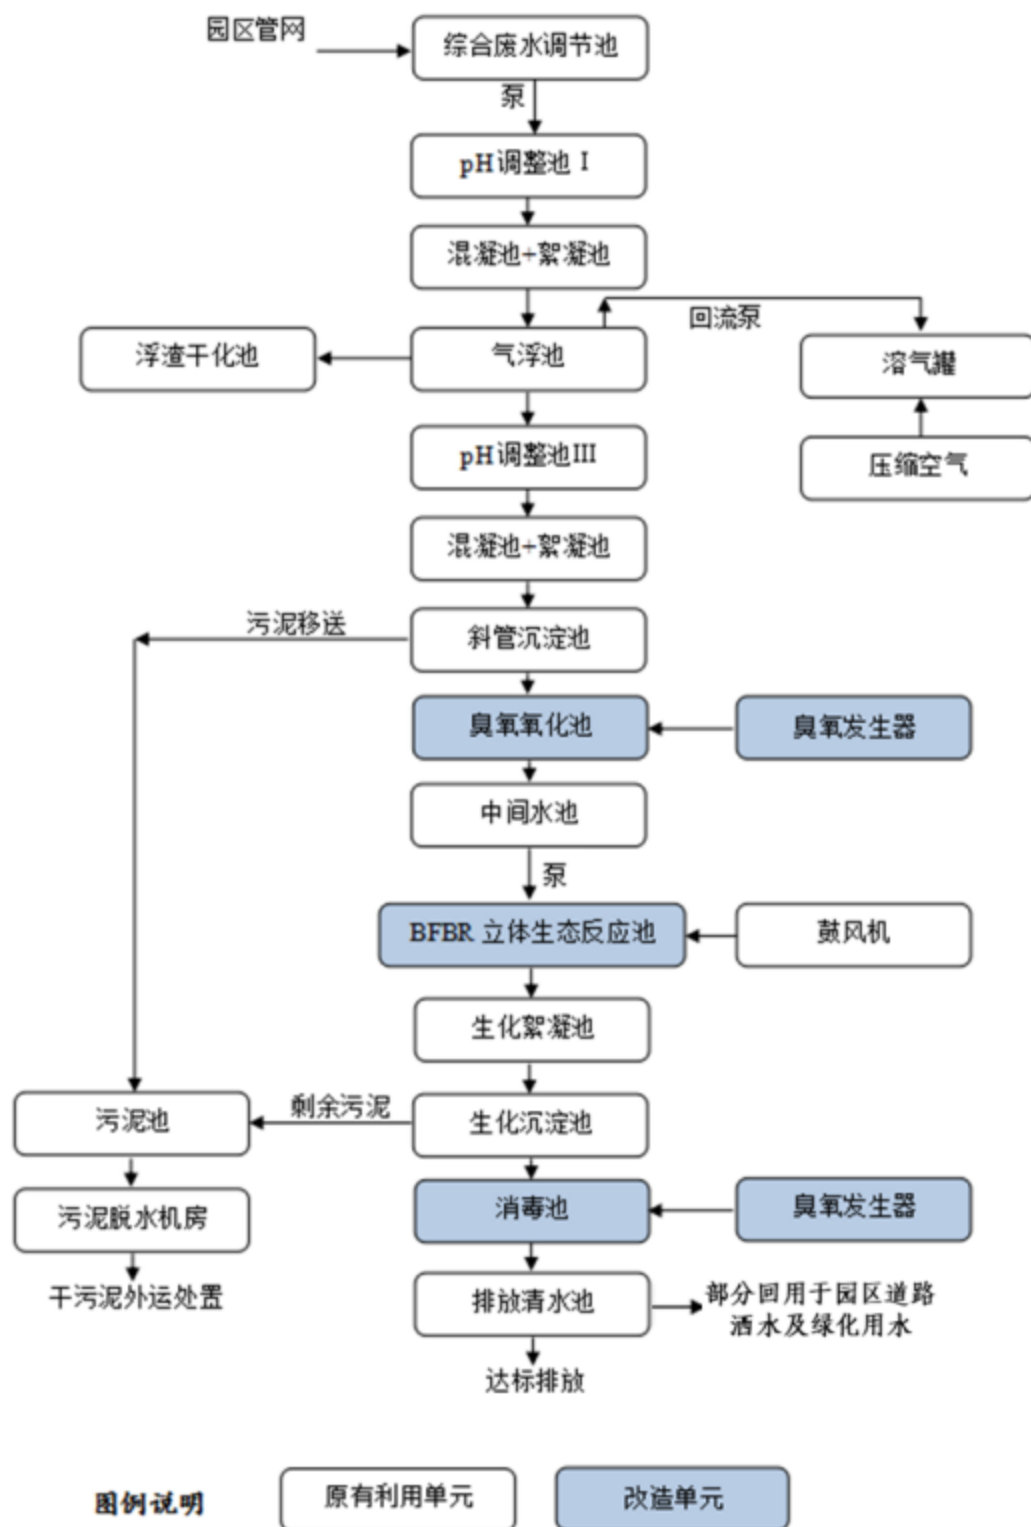 园区管网
综合废水调节池
泵
pH调整池 I
混凝池+絮凝池
回流泵
浮渣干化池
气浮池
溶气罐
pH调整池III
压缩空气
混凝池+絮凝池
污泥移送
斜管沉淀池
臭氧氧化池
臭氧发生器
中间水池
泵
BFBR 立体生态反应池
鼓风机
生化絮凝池
污泥池
剩余污泥
生化沉淀池
污泥脱水机房
消毒池
臭氧发生器
干污泥外运处置
排放清水池
部分回用于园区道路
洒水及绿化用水
达标排放
图例说明
原有利用单元
改造单元